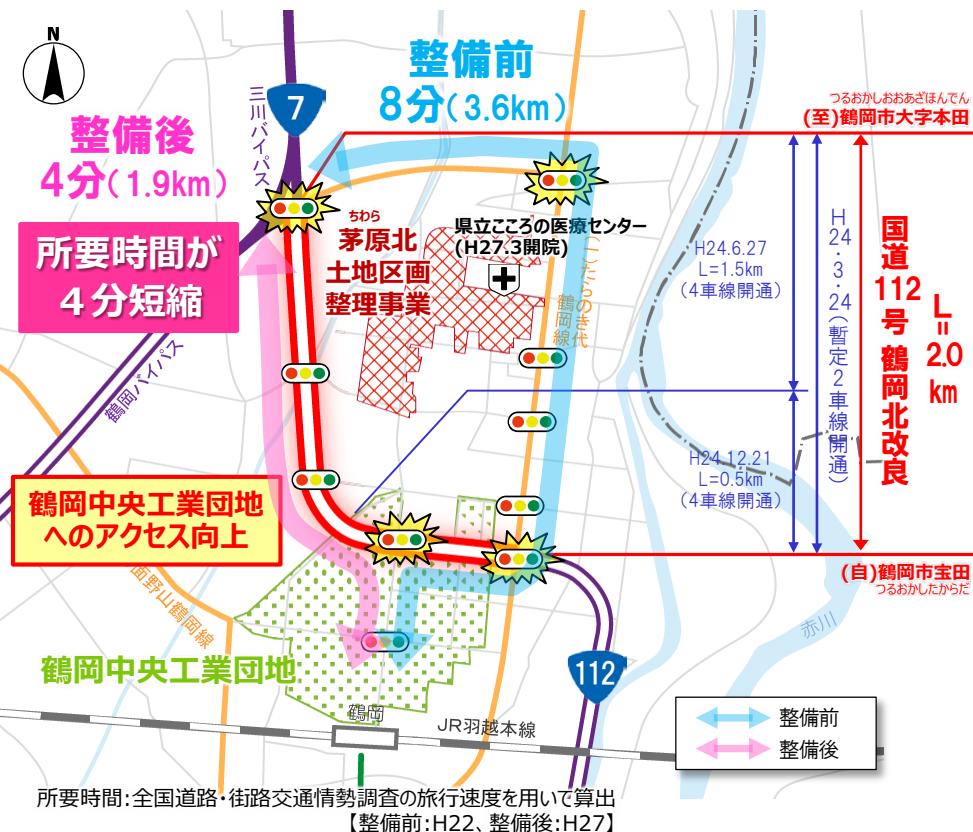 N
整備前
8分(3.6km)
7
三川バイパス
整備後
4分(1.9km)
つるおかしおおあざほんでん
(至)鶴岡市大字本田
所要時間が
4分短縮
ちわら
茅原北
土地区画
整理事業
県立こころの医療センター
(H27.3開院)
(一)たらのき代
鶴岡線
H24.6.27
L=1.5km
(4車線開通)
H24・3・24(暫定2車線開通)
国道112号 鶴岡北改良
L=2.0km
鶴岡バイパス
H24.12.21
L=0.5km
(4車線開通)
鶴岡中央工業団地
へのアクセス向上
(自)鶴岡市宝田
つるおかしたからだ
面野山鶴岡線
赤川
鶴岡中央工業団地
112
鶴岡
JR羽越本線
整備前
整備後
所要時間:全国道路・街路交通情勢調査の旅行速度を用いて算出
【整備前:H22、整備後:H27】